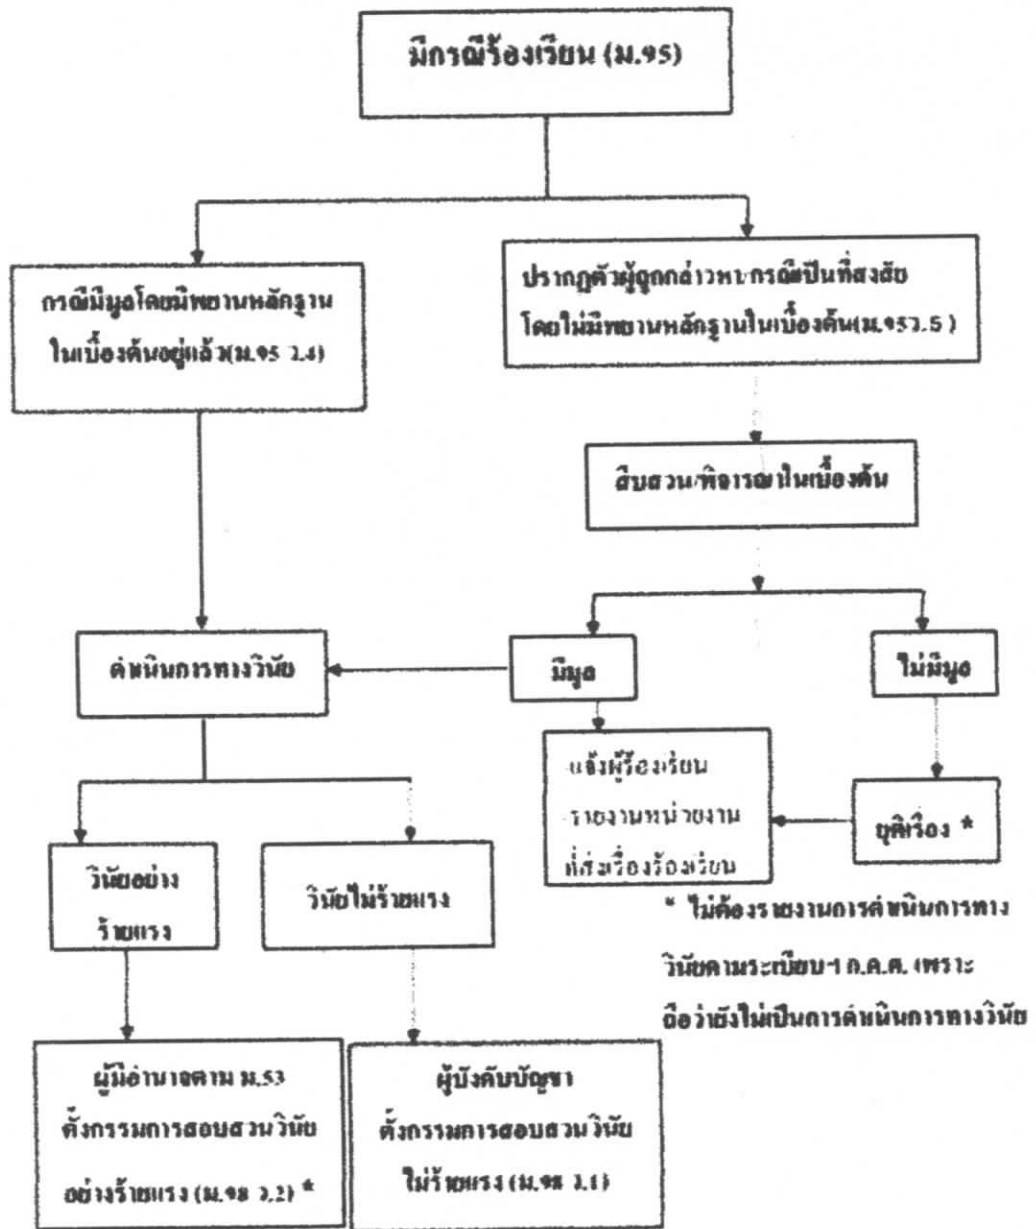 มีกรณีร้องเรียน (ม.95)
กรณีมีมูลโดยมีพยานหลักฐาน
ในเบื้องต้นอยู่แล้ว(ม.95 ว.4)
ปรากฏตัวผู้ถูกกล่าวหา/กรณีเป็นที่สงสัย
โดยไม่มีพยานหลักฐานในเบื้องต้น(ม.95ว.5 )
สืบสวน/พิจารณาในเบื้องต้น
ดำเนินการทางวินัย
มีมูล
ไม่มีมูล
-แจ้งผู้ร้องเรียน
-รายงานหน่วยงาน
ที่ส่งเรื่องร้องเรียน
ยุติเรื่อง *
วินัยอย่าง
ร้ายแรง
วินัยไม่ร้ายแรง
* ไม่ต้องรายงานการดำเนินการทาง
วินัยตามระเบียบฯ ก.ค.ศ. เพราะ
ถือว่ายังไม่เป็นการดำเนินการทางวินัย
ผู้มีอำนาจตาม ม.53
ตั้งกรรมการสอบสวนวินัย
อย่างร้ายแรง (ม.98 ว.2) *
ผู้บังคับบัญชา
ตั้งกรรมการสอบสวนวินัย
ไม่ร้ายแรง (ม.98 ว.1)